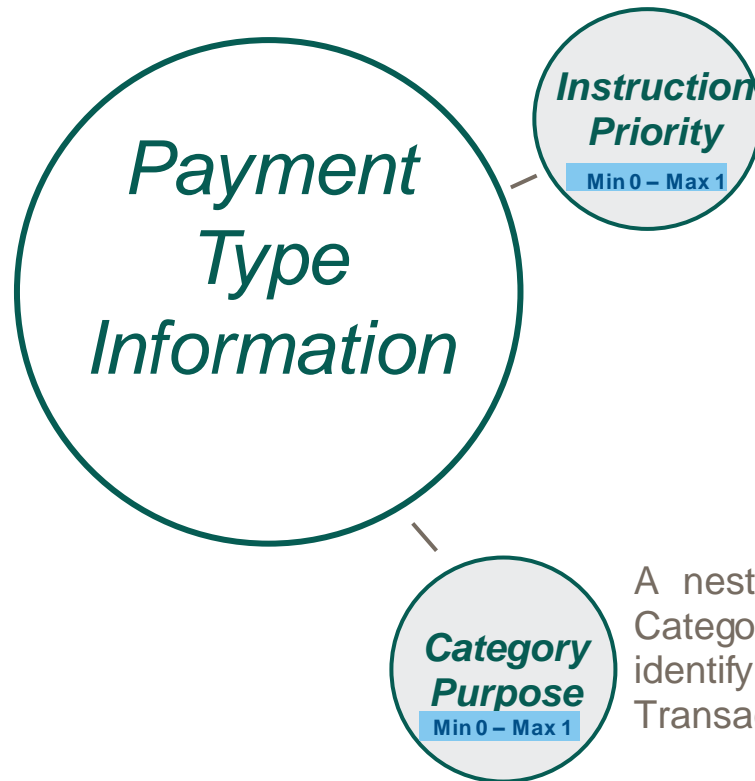 Instruction
Priority
Min 0 – Max 1
Payment
Type
Information
A nest
Catego
identify
Transa
Category
Purpose
Min 0 – Max 1